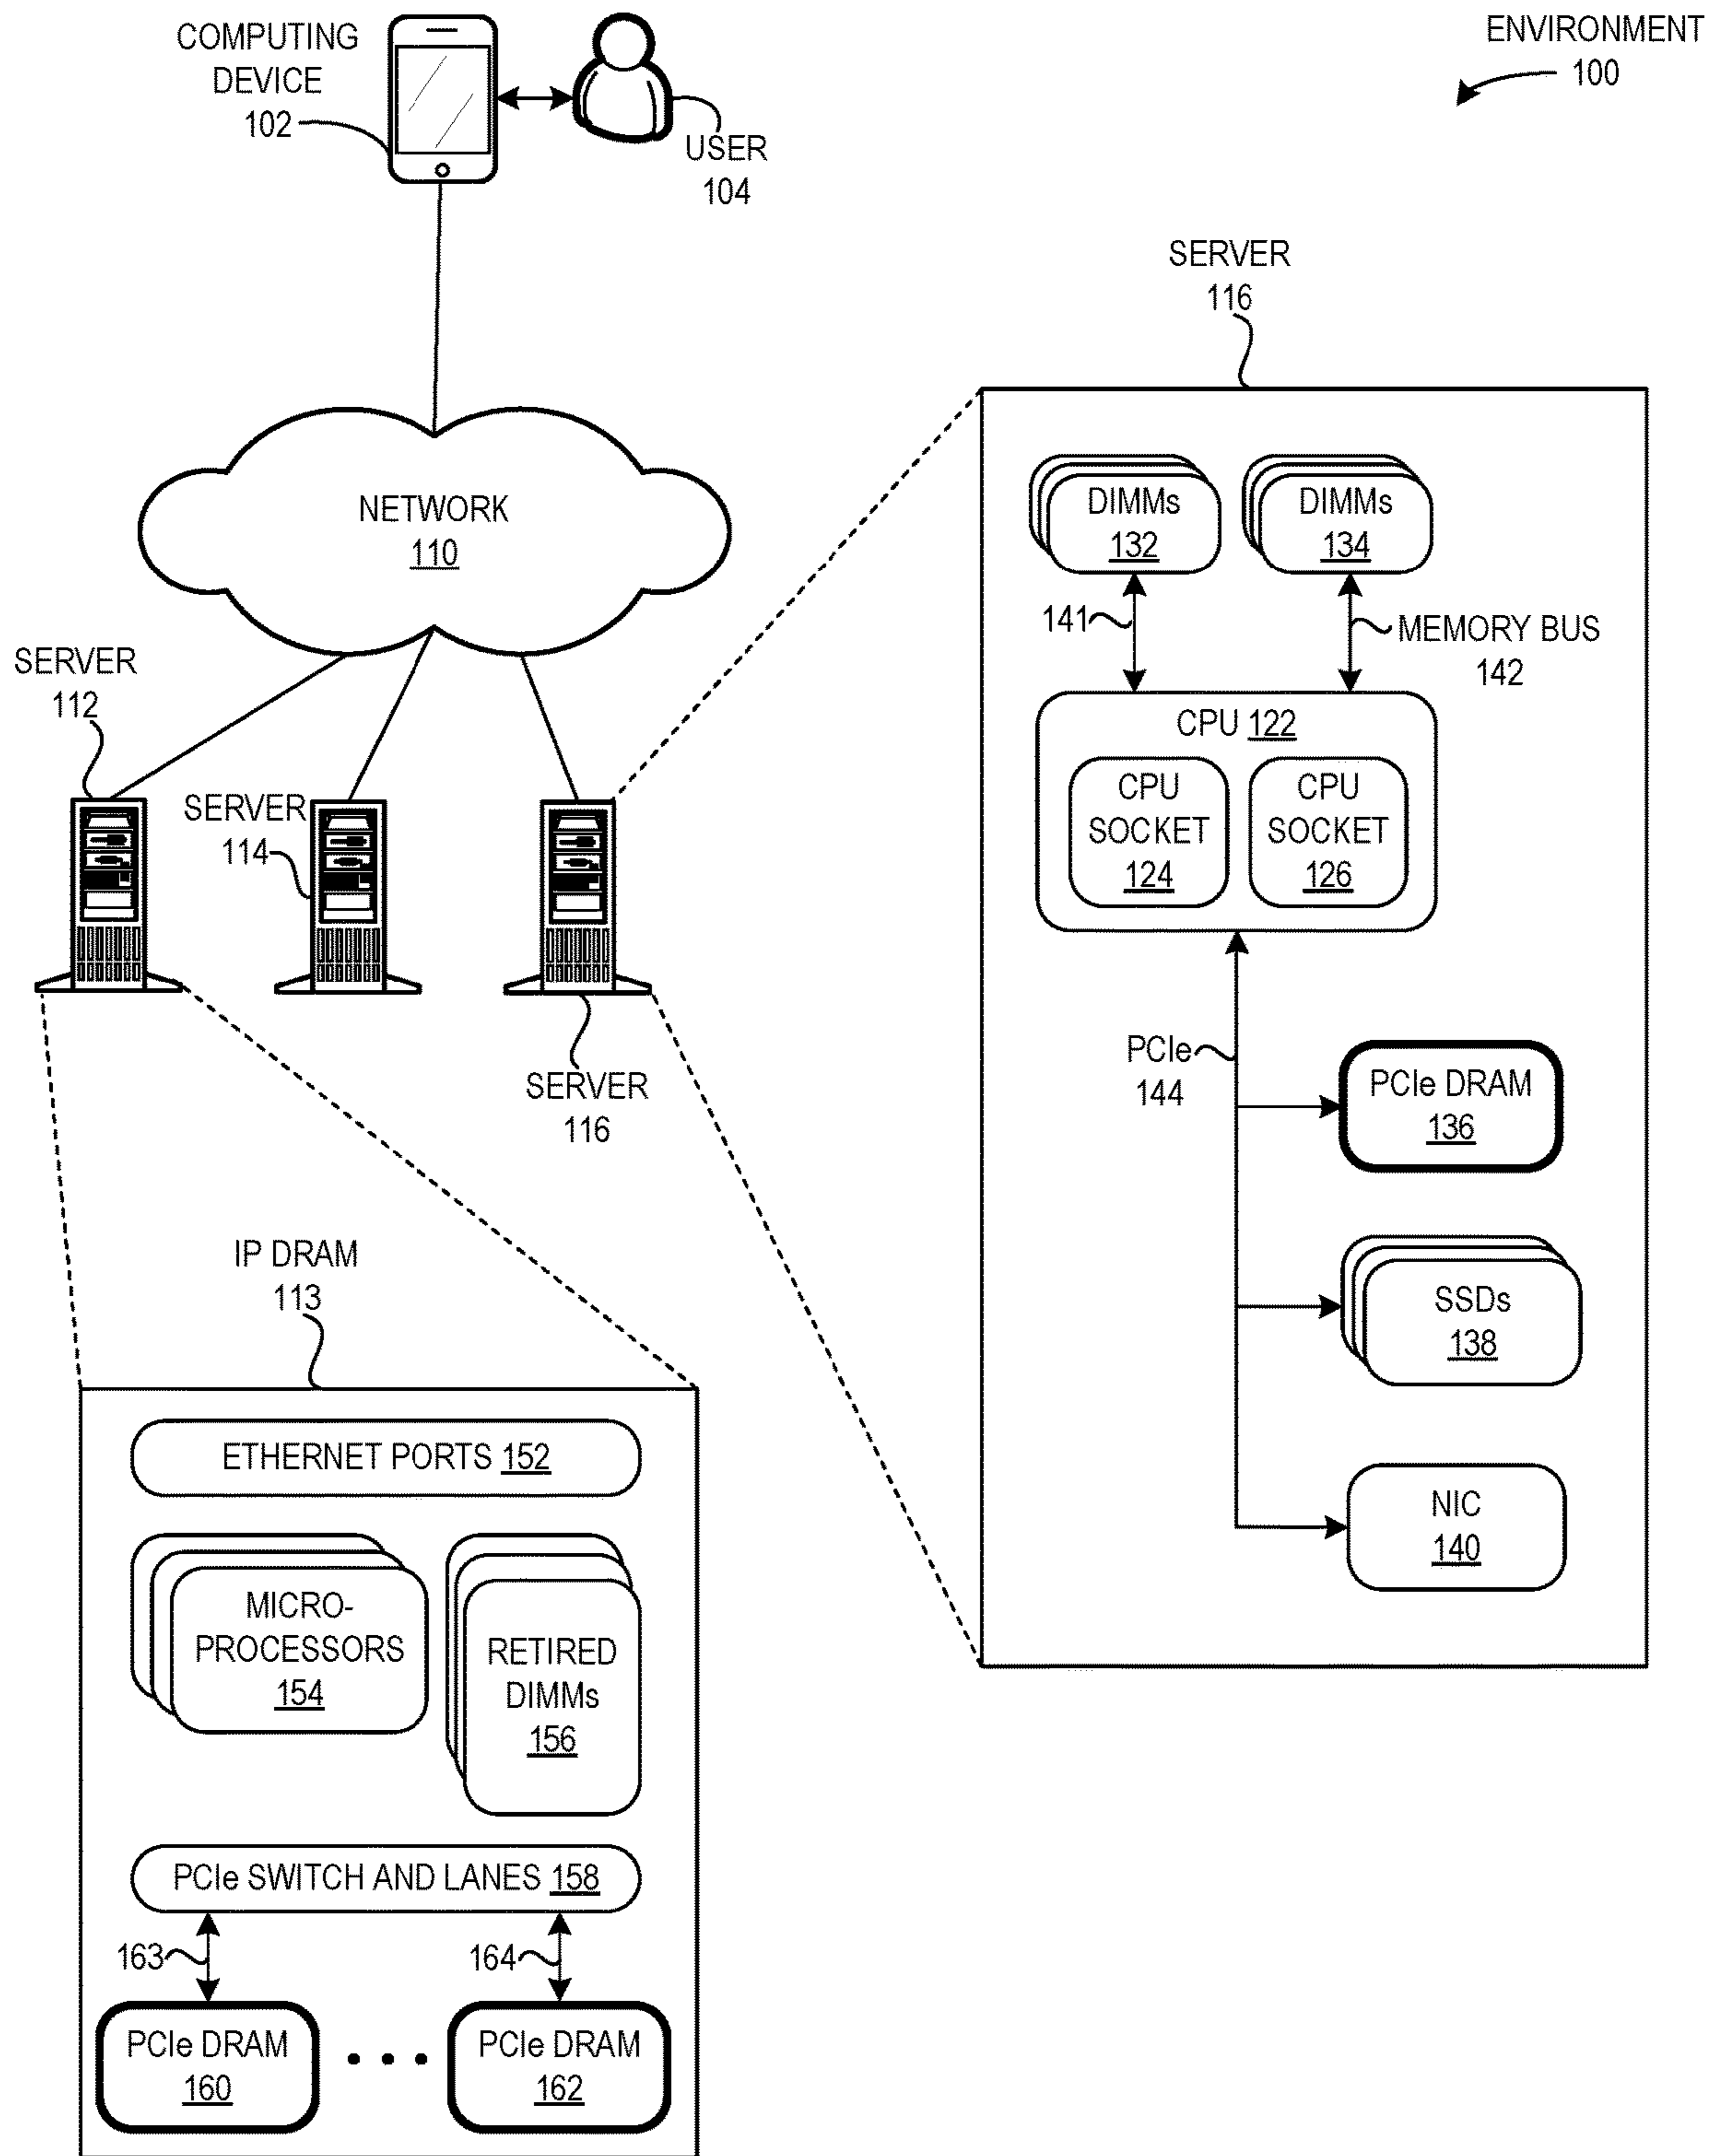 COMPUTING
DEVICE
102
USER
104
ENVIRONMENT
100
NETWORK
110
SERVER
112
SERVER
114
SERVER
116
SERVER
116
DIMMs
132
DIMMs
134
141
MEMORY BUS
142
CPU 122
CPU
SOCKET
124
CPU
SOCKET
126
PCIe
144
PCIe DRAM
136
SSDs
138
NIC
140
IP DRAM
113
ETHERNET PORTS 152
MICRO-
PROCESSORS
154
RETIRED
DIMMs
156
PCIe SWITCH AND LANES 158
163
164
PCIe DRAM
160
PCIe DRAM
162